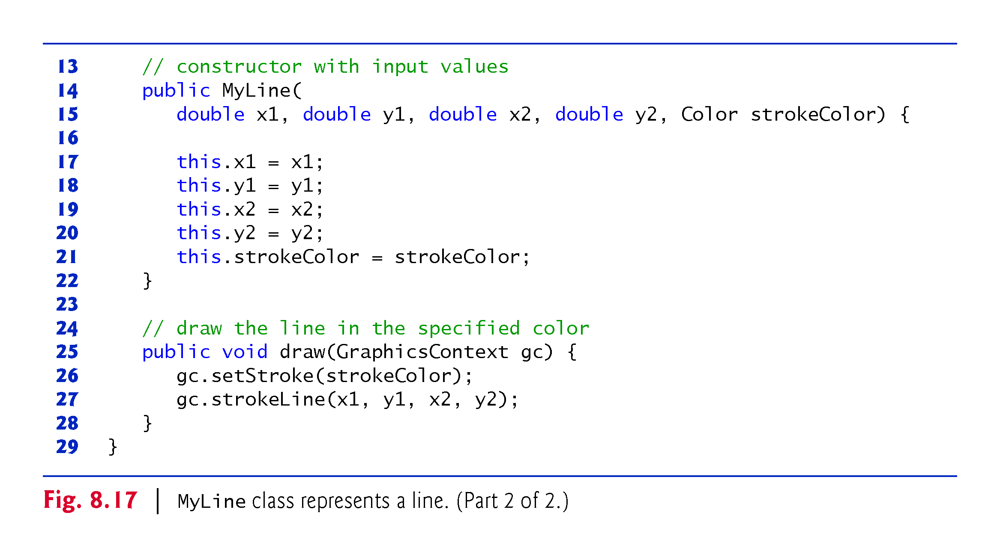 13 // constructor with input values
14 public MyLine(
15 double x1, double y1, double x2, double y2, Color strokeColor) {
16
17 this.x1 = x1;
18 this.y1 = y1;
19 this.x2 = x2;
20 this.y2 = y2;
21 this.strokeColor = strokeColor;
22 }
23
24 // draw the line in the specified color
25 public void draw(GraphicsContext gc) {
26 gc.setStroke(strokeColor);
27 gc.strokeLine(x1, y1, x2, y2);
28 }
29 }
Fig. 8.17 | MyLine class represents a line. (Part 2 of 2.)